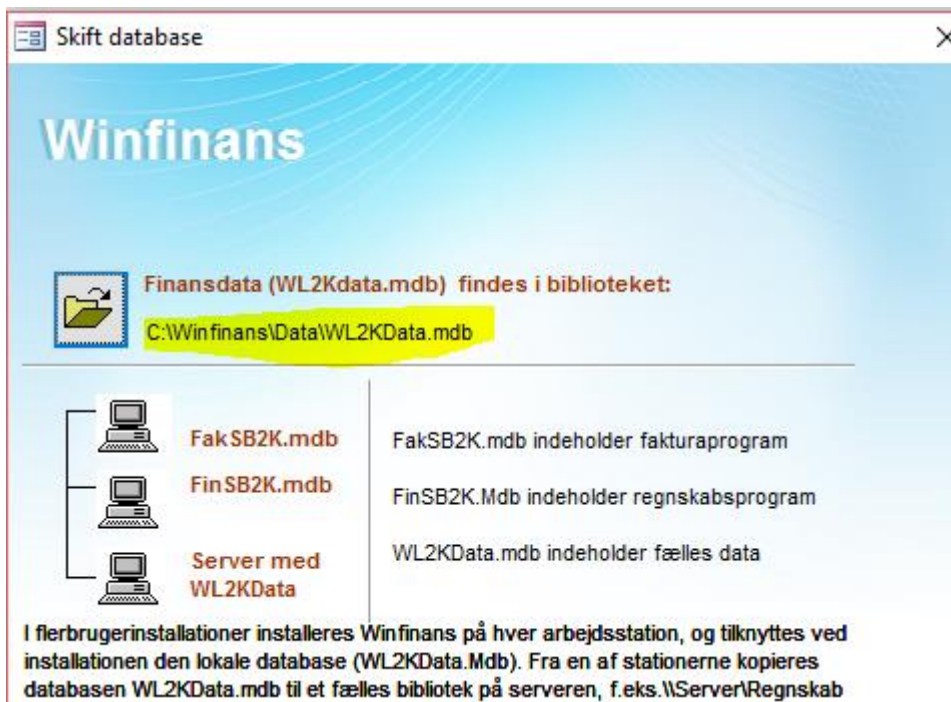 Skift database
Winfinans
Finansdata (WL2Kdata.mdb) findes i biblioteket:
C:\Winfinans\Data\WL2KData.mdb
FakSB2K.mdb
FakSB2K.mdb indeholder fakturaprogram
FinSB2K.mdb
FinSB2K.Mdb indeholder regnskabsprogram
Server med
WL2KData
WL2KData.mdb indeholder fælles data
I flerbrugerinstallationer installeres Winfinans på hver arbejdsstation, og tilknyttes ved
installationen den lokale database (WL2KData.Mdb). Fra en af stationerne kopieres
databasen WL2KData.mdb til et fælles bibliotek på serveren, f.eks.\\Server\Regnskab